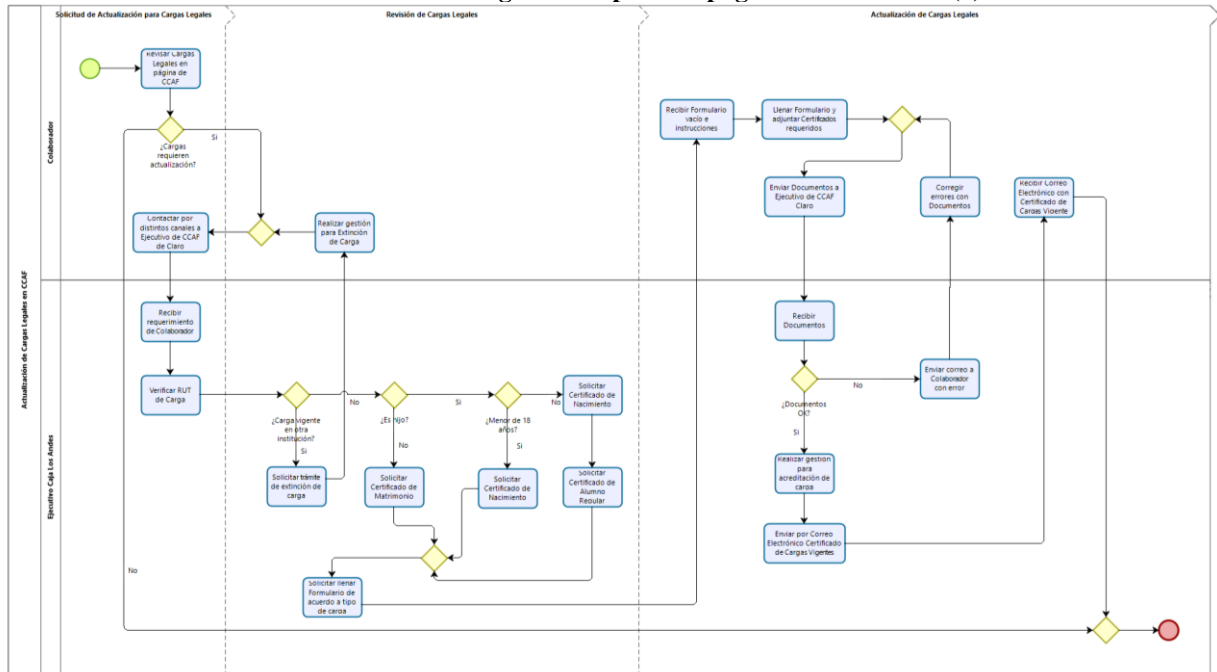 Solicitud de Actualización para Cargas Legales
Revisión de Cargas Legales
Actualización de Cargas Legales
Actualización de Cargas Legales en CCAF
Colaborador
Ejecutivo Caja Los Andes
Revisar Cargas
Legales en
página de
CCAF
Si
¿Cargas
requieren
actualización?
Contactar por
distintos canales a
Ejecutivo de CCAF
de Claro
Realizar gestión
para Extinción
de Carga
Recibir Formulario
vacío e
instrucciones
Llenar Formulario y
adjuntar Certificados
requeridos
Enviar Documentos a
Ejecutivo de CCAF
Claro
Corregir
errores con
Documentos
Recibir Correo
Electrónico con
Certificado de
Cargas Vigente
Recibir
requerimiento
de Colaborador
Verificar RUT
de Carga
¿Carga vigente
en otra
institución?
No
Si
¿Es hijo?
Si
No
¿Menor de 18
años?
No
Si
Solicitar
Certificado de
Nacimiento
Solicitar trámite
de extinción de
carga
Solicitar
Certificado de
Matrimonio
Solicitar
Certificado de
Nacimiento
Solicitar
Certificado de
Alumno
Regular
Solicitar llenar
Formulario de
acuerdo a tipo
de carga
Recibir
Documentos
¿Documentos
OK?
No
Si
Enviar correo a
Colaborador
con error
Realizar gestión
para
acreditación de
carga
Enviar por Correo
Electrónico Certificado
de Cargas Vigentes
No